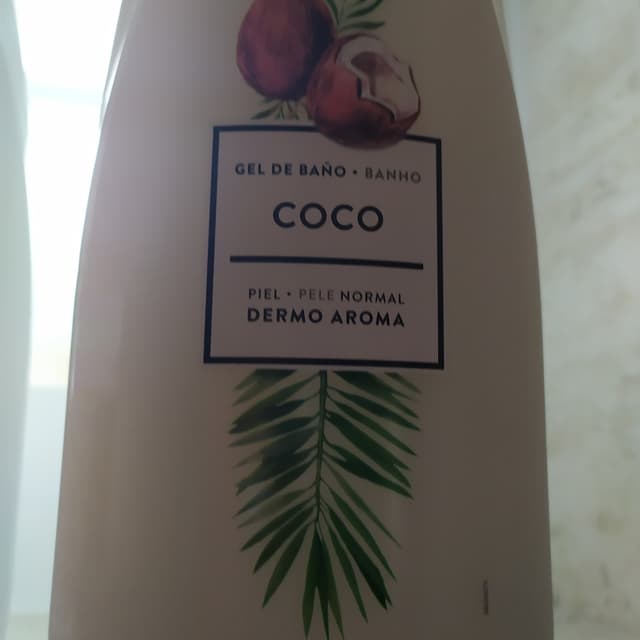 GEL DE BAÑO • BANHO
COCO
PIEL • PELE NORMAL
DERMO AROMA